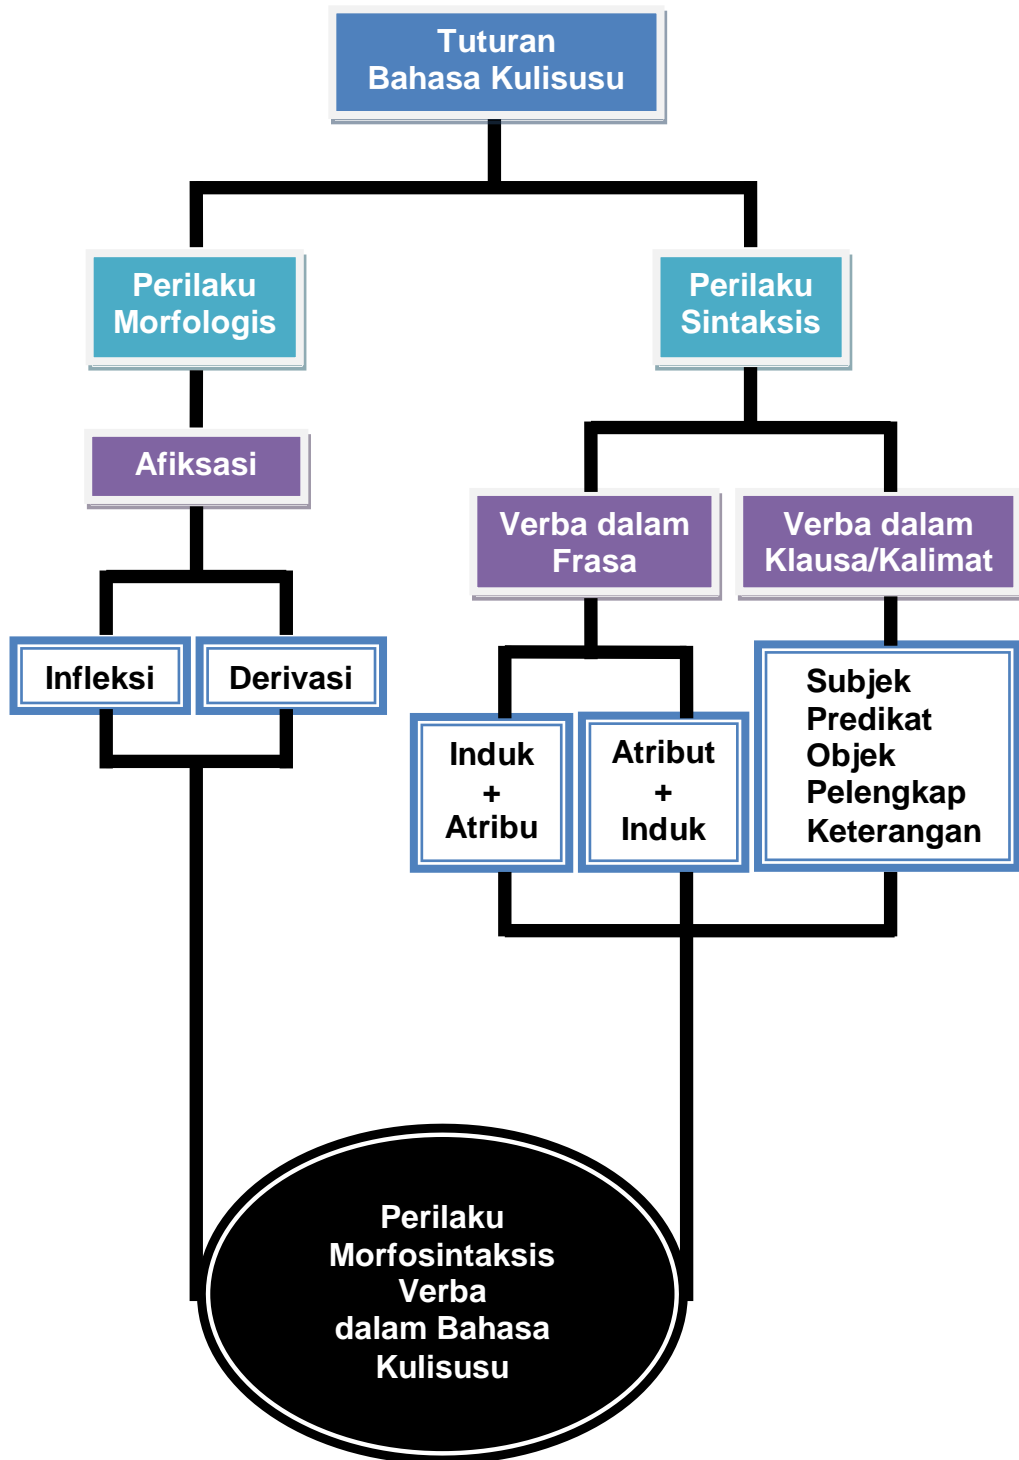 Tuturan
Bahasa Kulisusu
Perilaku
Morfologis
Perilaku
Sintaksis
Afiksasi
Verba dalam
Frasa
Verba dalam
Klausa/Kalimat
Infleksi
Derivasi
Induk
+
Atribu
Atribut
+
Induk
Subjek
Predikat
Objek
Pelengkap
Keterangan
Perilaku
Morfosintaksis
Verba
dalam Bahasa
Kulisusu